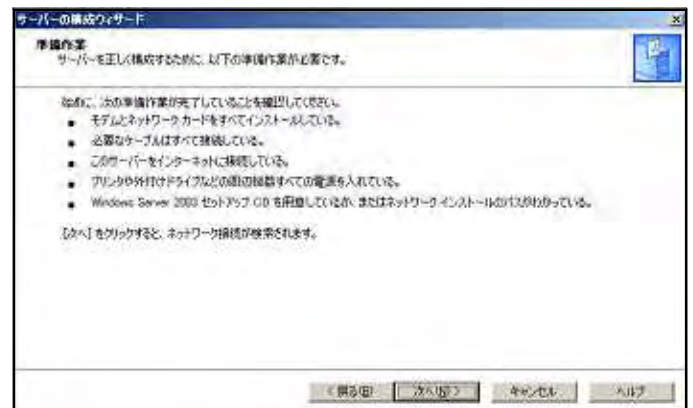 サーバーの構成ウィザード
準備作業
サーバーを正しく構成するために、以下の準備作業が必要です。
始めに、次の準備作業が完了していることを確認してください。
モデムとネットワーク カードをすべてインストールしている。
必要なケーブルはすべて接続している。
このサーバーをインターネットに接続している。
プリンタや外付けドライブなどの周辺機器すべての電源を入れている。
Windows Server 2003 セットアップ CD を用意しているか、またはネットワーク インストールのパスがわかっている。
[次へ] をクリックすると、ネットワーク接続が検索されます。
< 戻る(B) 次へ(N) > キャンセル ヘルプ